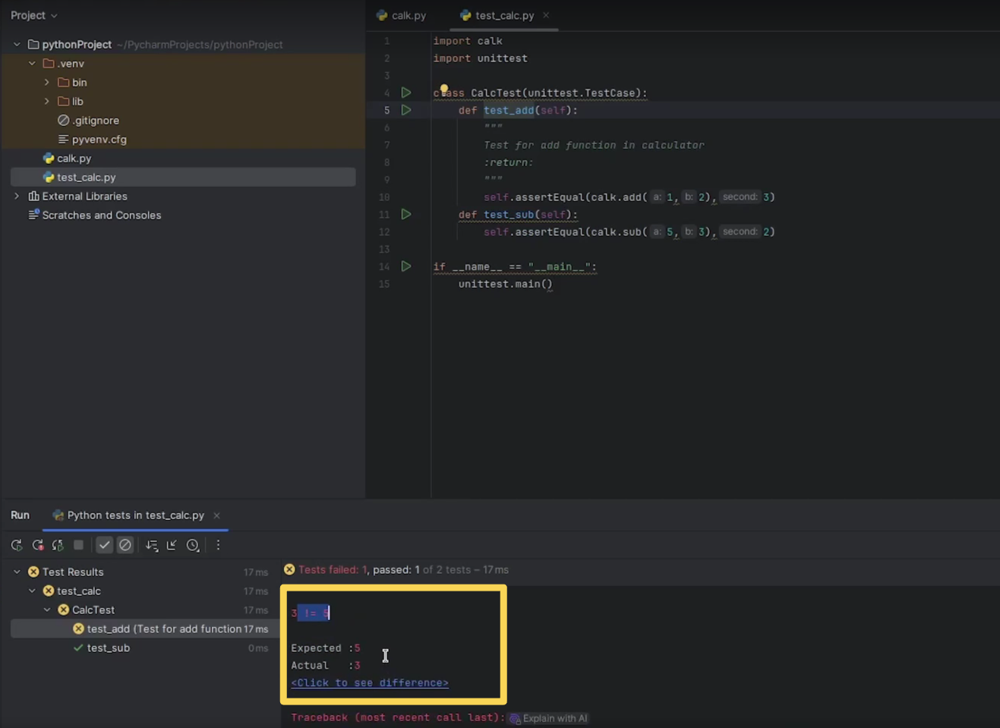 Project
calk.py
test_calc.py
pythonProject ~/PycharmProjects/pythonProject
.venv
bin
lib
.gitignore
pyvenv.cfg
calk.py
test_calc.py
External Libraries
Scratches and Consoles
1 import calk
2 import unittest
3
4 class CalcTest(unittest.TestCase):
5 def test_add(self):
6 """
7 Test for add function in calculator
8 :return:
9 """
10 self.assertEqual(calk.add( a: 1, b: 2), second: 3)
11 def test_sub(self):
12 self.assertEqual(calk.sub( a: 5, b: 3), second: 2)
13
14 if __name__ == "__main__":
15 unittest.main()
Run
Python tests in test_calc.py
Test Results 17 ms
test_calc 17 ms
CalcTest 17 ms
test_add (Test for add function 17 ms
test_sub 0 ms
Tests failed: 1, passed: 1 of 2 tests – 17 ms
3 != 5
Expected :5
Actual :3
<Click to see difference>
Traceback (most recent call last): Explain with AI